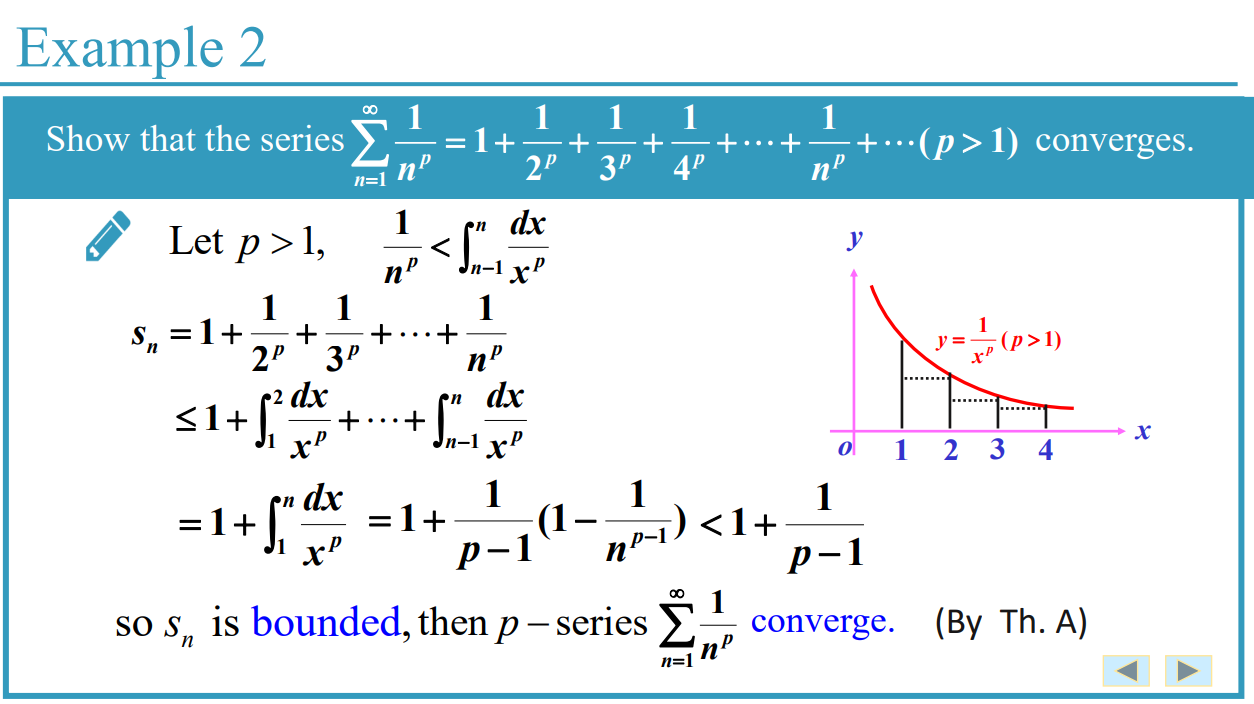 Example 2
Show that the series \sum_{n=1}^{\infty} \frac{1}{n^p} = 1 + \frac{1}{2^p} + \frac{1}{3^p} + \frac{1}{4^p} + \cdots + \frac{1}{n^p} + \cdots ( p > 1) converges.
Let p > 1, \frac{1}{n^p} < \int_{n-1}^{n} \frac{dx}{x^p}
s_n = 1 + \frac{1}{2^p} + \frac{1}{3^p} + \cdots + \frac{1}{n^p}
\leq 1 + \int_{1}^{2} \frac{dx}{x^p} + \cdots + \int_{n-1}^{n} \frac{dx}{x^p}
= 1 + \int_{1}^{n} \frac{dx}{x^p} = 1 + \frac{1}{p-1} (1 - \frac{1}{n^{p-1}}) < 1 + \frac{1}{p-1}
so s_n is bounded, then p – series \sum_{n=1}^{\infty} \frac{1}{n^p} converge. (By Th. A)
y
y = \frac{1}{x^p} ( p > 1)
o 1 2 3 4 x